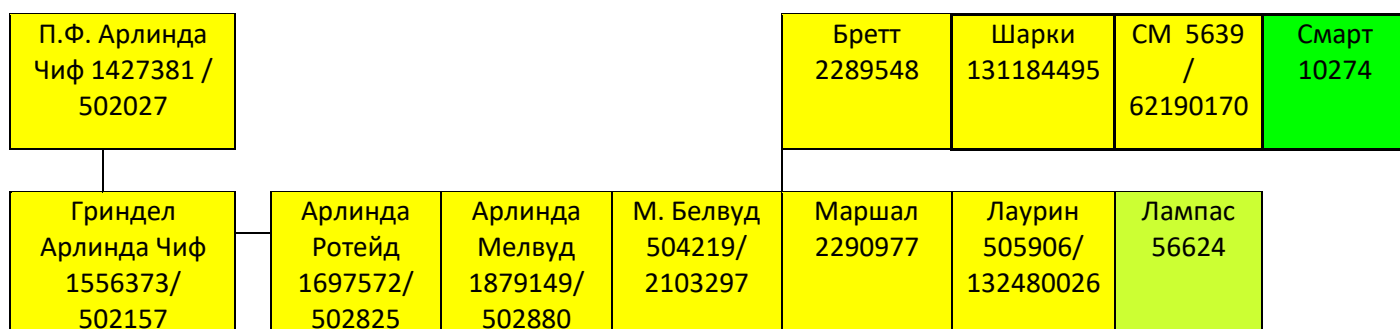 П.Ф. Арлинда
Чиф 1427381 /
502027
Бретт
2289548
Шарки
131184495
СМ 5639
/
62190170
Смарт
10274
Гриндел
Арлинда Чиф
1556373/
502157
Арлинда
Ротейд
1697572/
502825
Арлинда
Мелвуд
1879149/
502880
М. Белвуд
504219/
2103297
Маршал
2290977
Лаурин
505906/
132480026
Лампас
56624